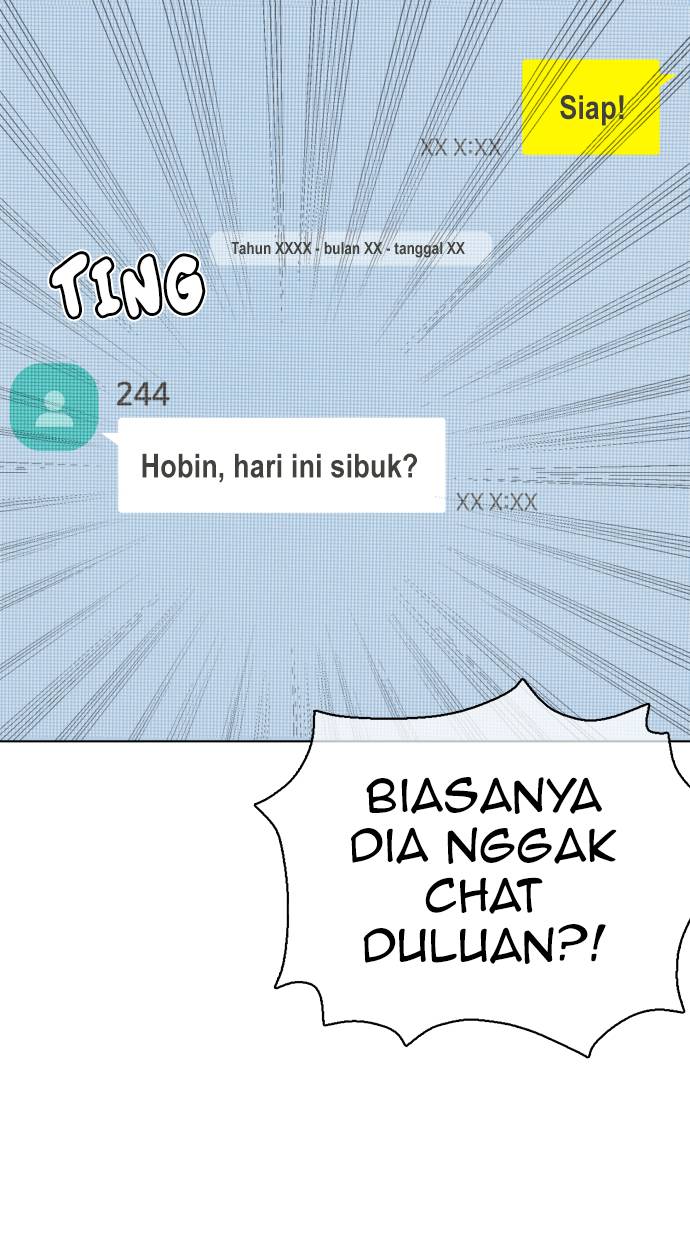 Siap!
XX X:XX
Tahun XXXX - bulan XX - tanggal XX
TING
244
Hobin, hari ini sibuk?
XX X:XX
BIASANYA
DIA NGGAK
CHAT
DULUAN?!